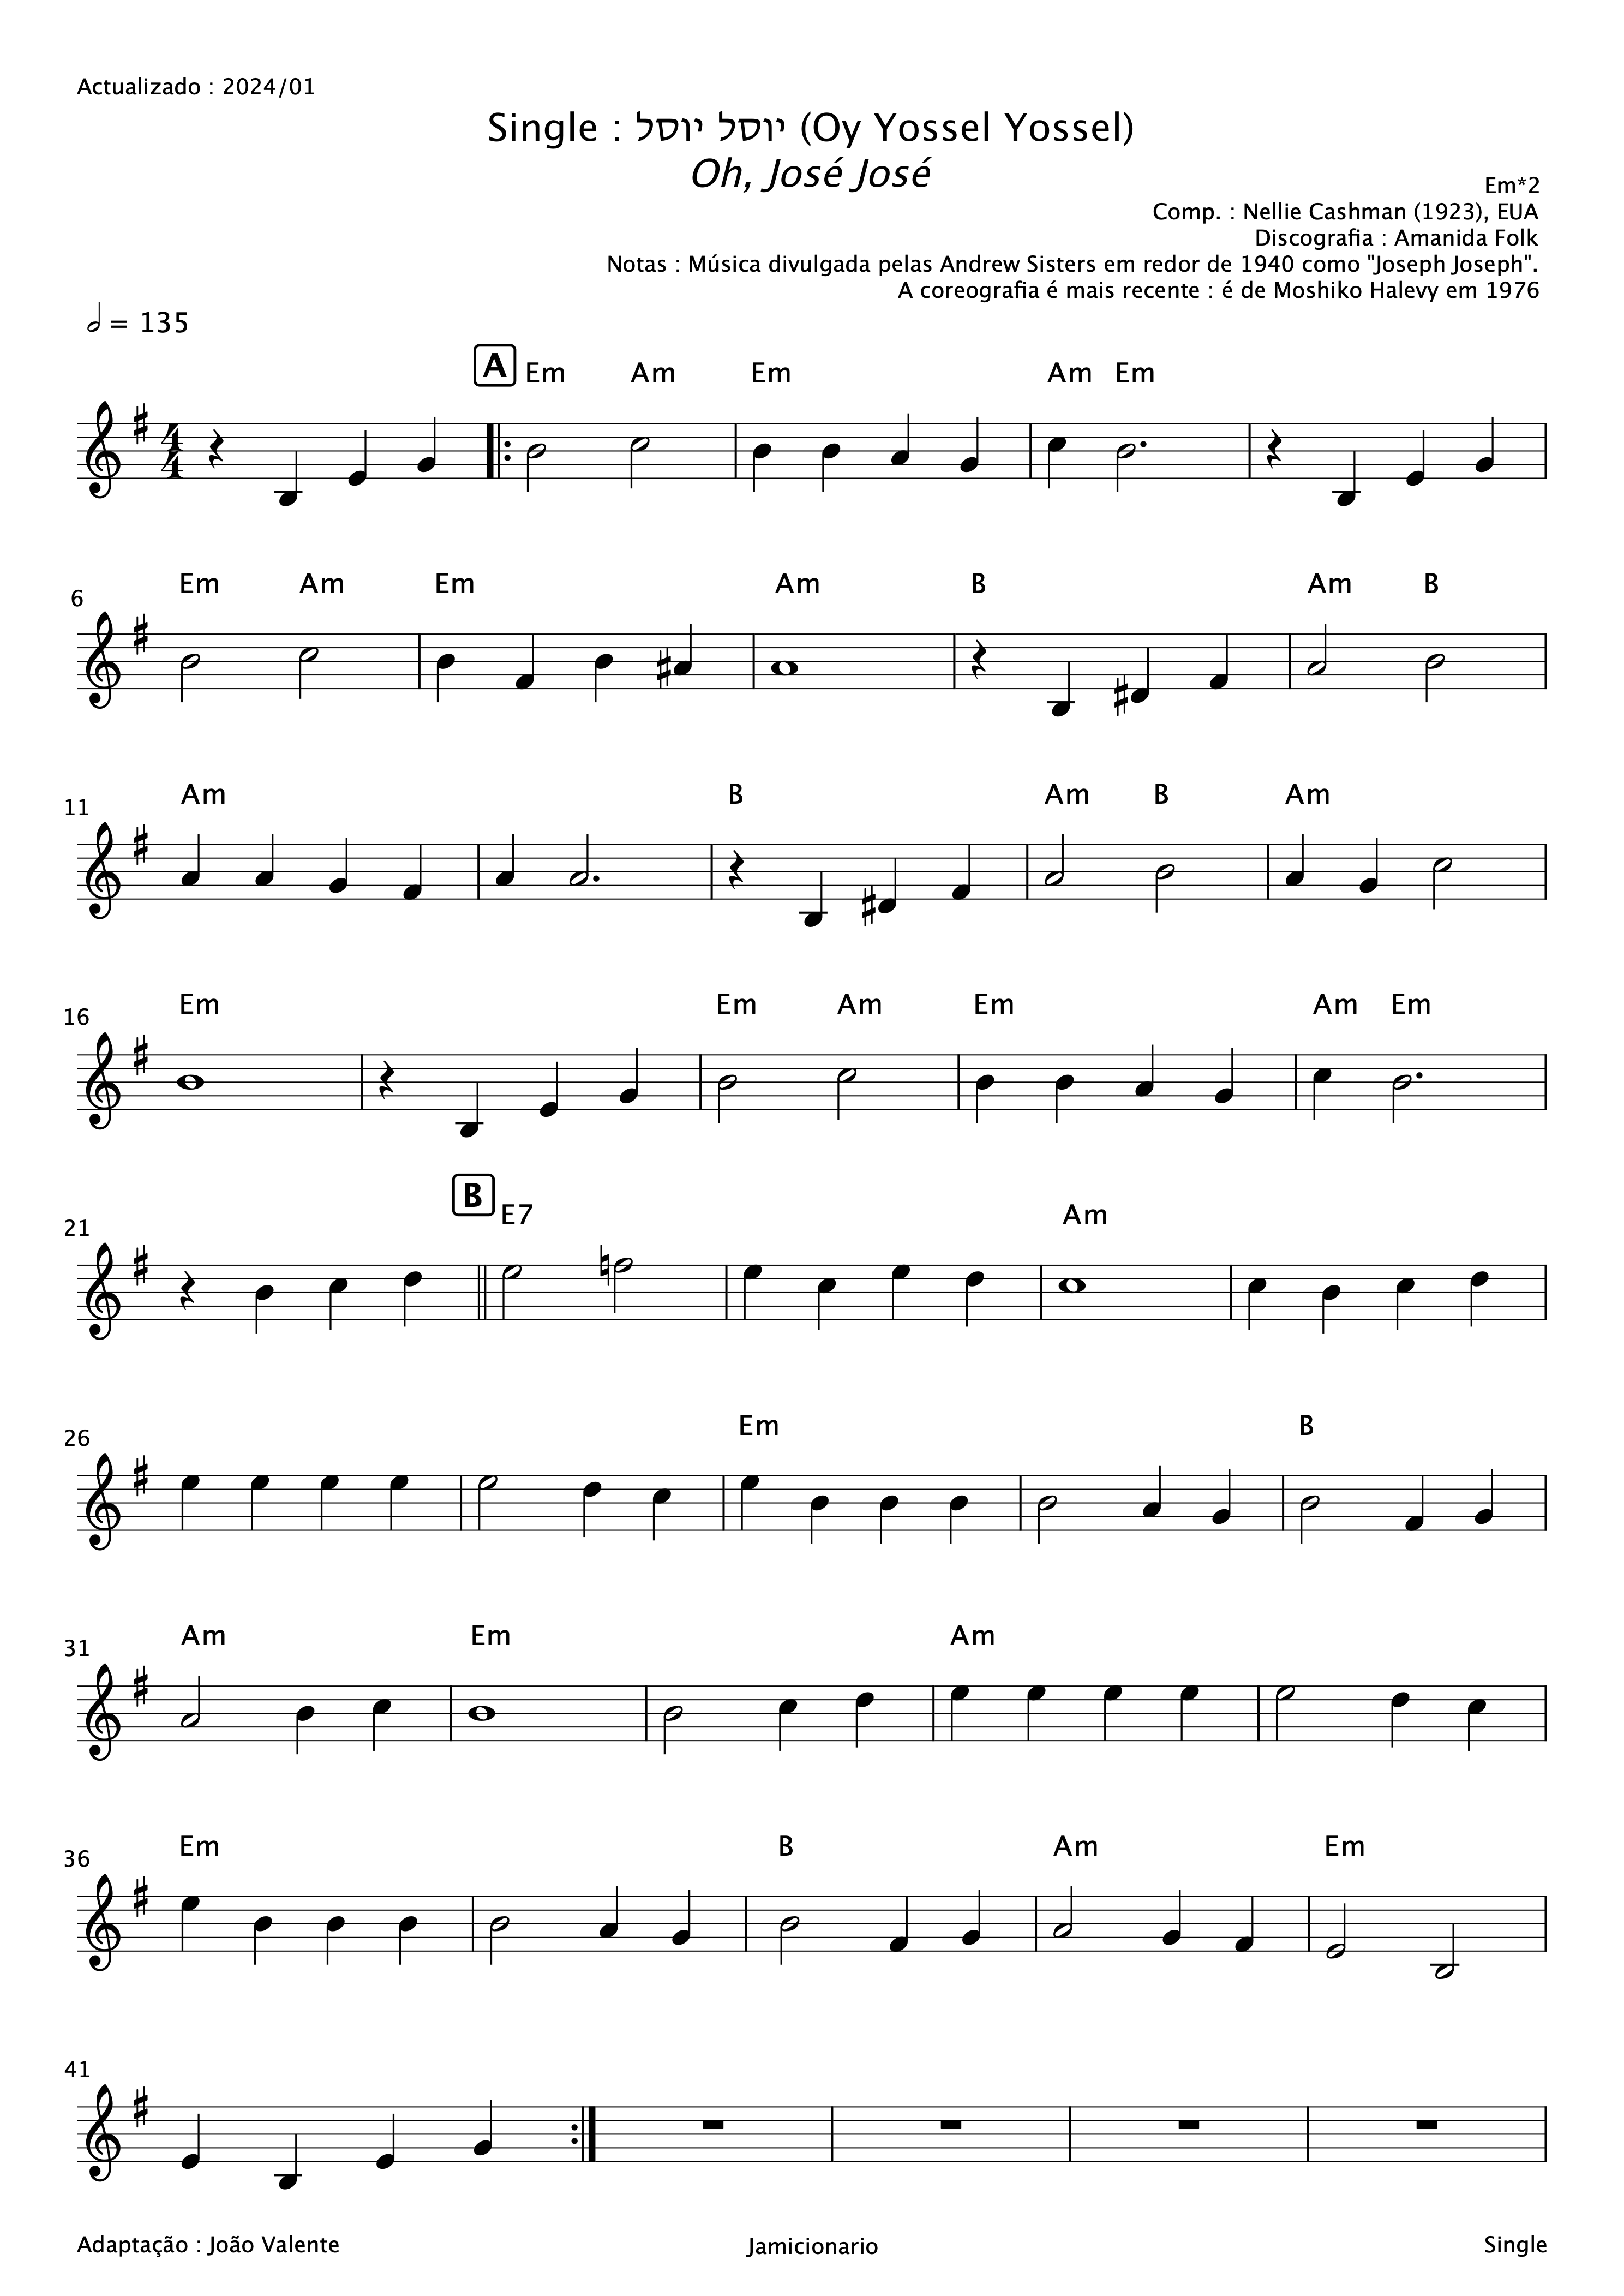 Actualizado : 2024/01
Single : יוסל יוסל (Oy Yossel Yossel)
Oh, José José
Em*2
Comp. : Nellie Cashman (1923), EUA
Discografia : Amanida Folk
Notas : Música divulgada pelas Andrew Sisters em redor de 1940 como "Joseph Joseph".
A coreografia é mais recente : é de Moshiko Halevy em 1976
= 135
A Em Am Em Am Em
4
4
6 Em Am Em Am B Am B
11 Am B Am B Am
16 Em Em Am Em Am Em
21 B E7 Am
26 Em B
31 Am Em Am
36 Em B Am Em
41
Adaptação : João Valente Jamicionario Single